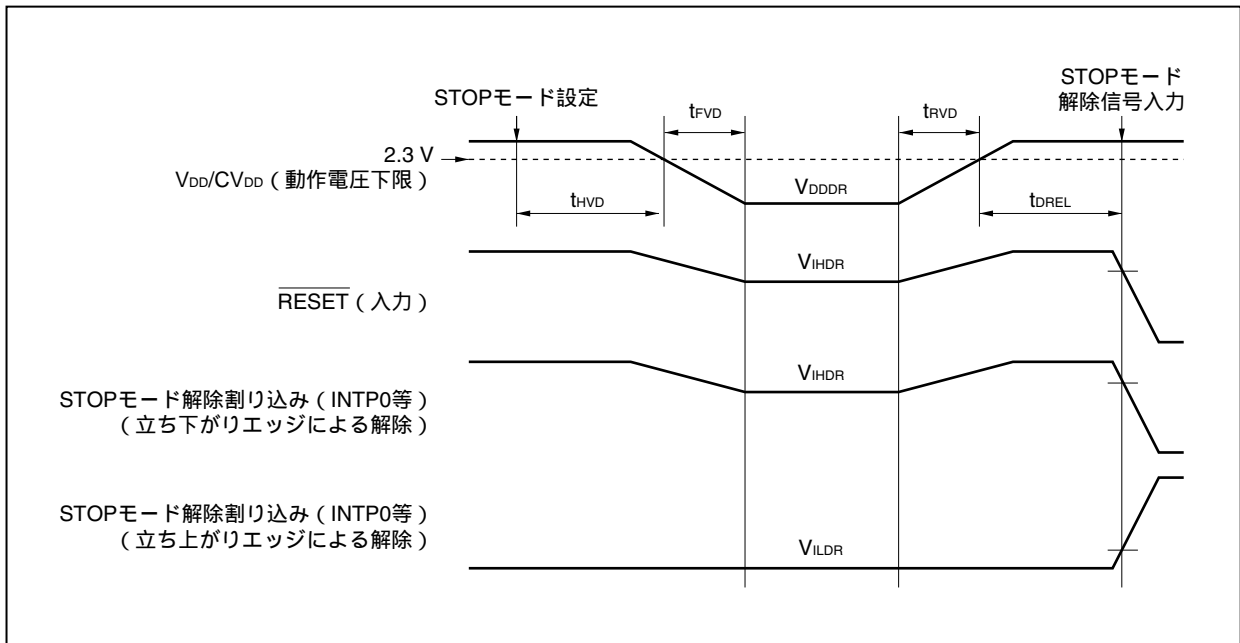 STOPモード設定
STOPモード
解除信号入力
tFVD
tRVD
2.3 V
VDD/CVDD（動作電圧下限）
VDDDR
tHVD
tDREL
VIHDR
RESET（入力）
VIHDR
STOPモード解除割り込み（INTP0等）
（立ち下がりエッジによる解除）
STOPモード解除割り込み（INTP0等）
（立ち上がりエッジによる解除）
VILDR